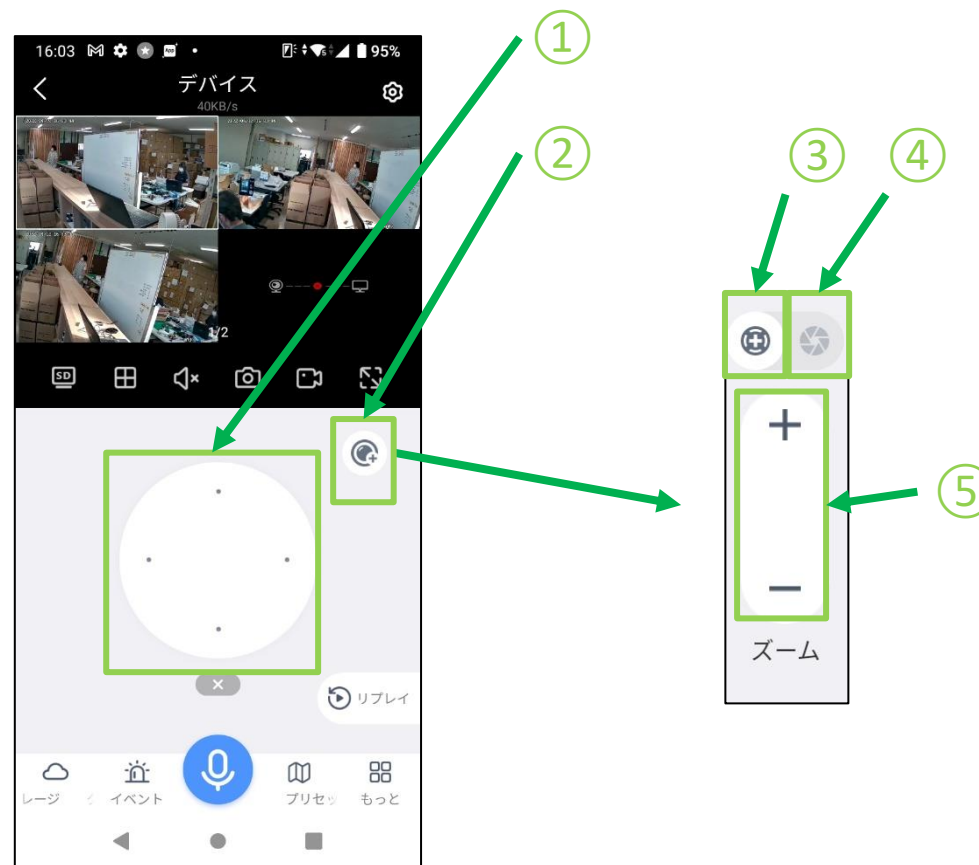 ①
16:03
95%
デバイス
40KB/s
②
③ ④
1/2
SD
⑤
ズーム
リプレイ
レージ
イベント
プリセッ
もっと